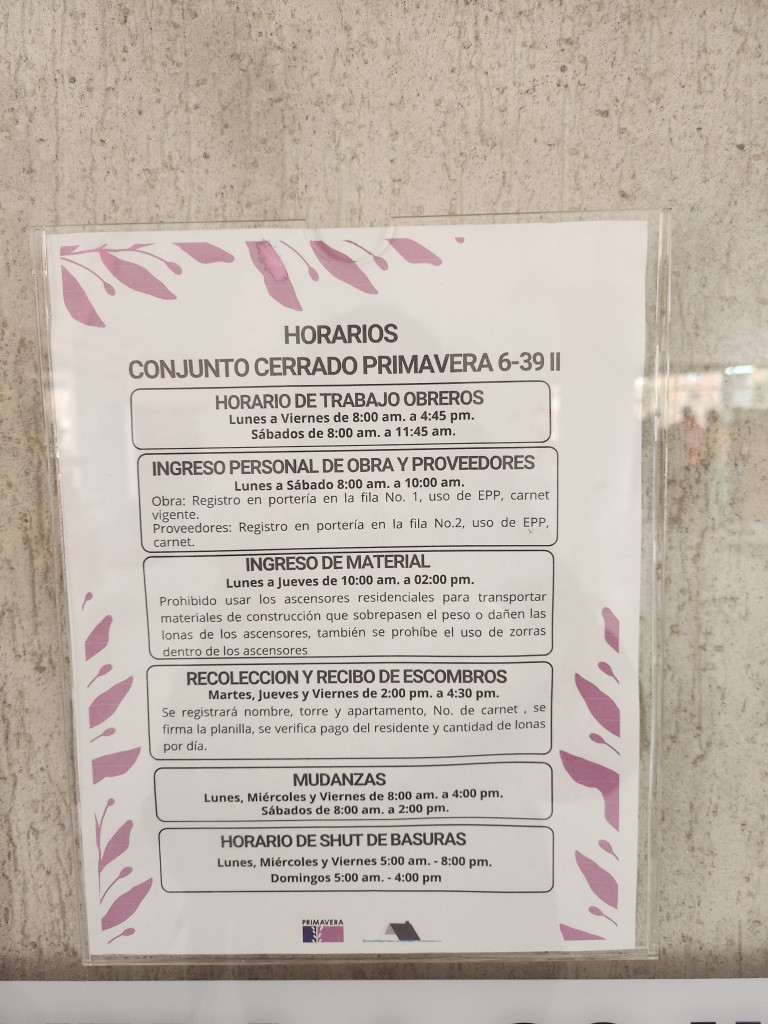 HORARIOS
CONJUNTO CERRADO PRIMAVERA 6-39 II
HORARIO DE TRABAJO OBREROS
Lunes a Viernes de 8:00 am. a 4:45 pm.
Sábados de 8:00 am. a 11:45 am.
INGRESO PERSONAL DE OBRA Y PROVEEDORES
Lunes a Sábado 8:00 am. a 10:00 am.
Obra: Registro en portería en la fila No. 1, uso de EPP, carnet
vigente.
Proveedores: Registro en portería en la fila No.2, uso de EPP,
carnet.
INGRESO DE MATERIAL
Lunes a Jueves de 10:00 am. a 02:00 pm.
Prohibido usar los ascensores residenciales para transportar
materiales de construcción que sobrepasen el peso o dañen las
lonas de los ascensores, también se prohíbe el uso de zorras
dentro de los ascensores
RECOLECCION Y RECIBO DE ESCOMBROS
Martes, Jueves y Viernes de 2:00 pm. a 4:30 pm.
Se registrará nombre, torre y apartamento, No. de carnet , se
firma la planilla, se verifica pago del residente y cantidad de lonas
por día.
MUDANZAS
Lunes, Miércoles y Viernes de 8:00 am. a 4:00 pm.
Sábados de 8:00 am. a 2:00 pm.
HORARIO DE SHUT DE BASURAS
Lunes, Miércoles y Viernes 5:00 am. - 8:00 pm.
Domingos 5:00 am. - 4:00 pm
PRIMAVERA